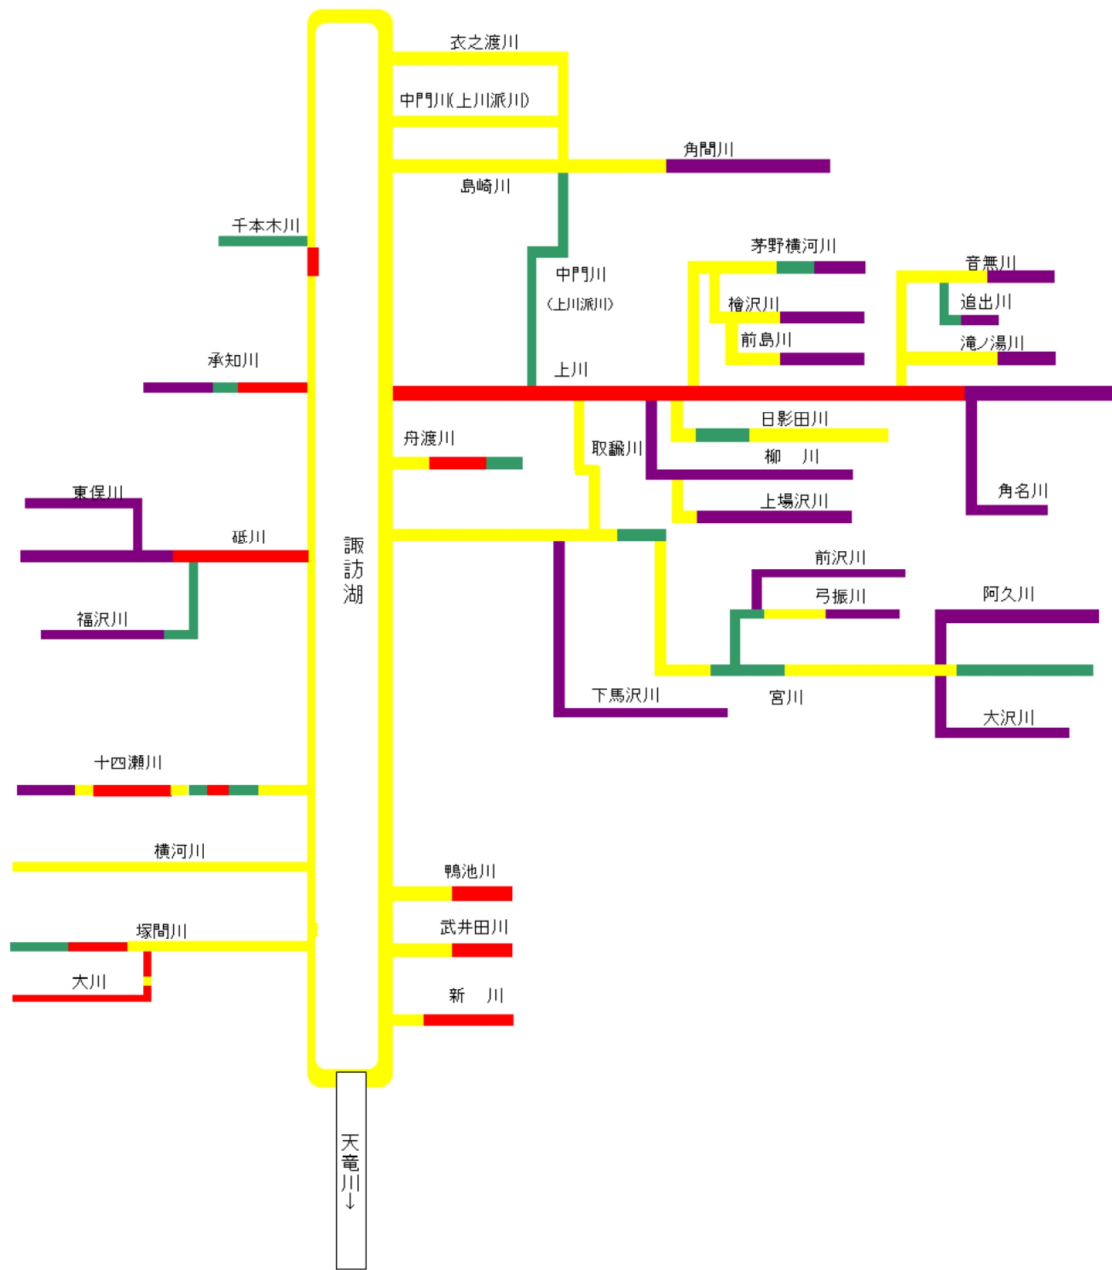 衣之渡川
中門川(上川派川)
角間川
島崎川
千本木川
茅野横河川
音無川
中門川
(上川派川)
檜沢川
追出川
前島川
滝ノ湯川
承知川
上川
日影田川
舟渡川
取飜川
柳 川
東俣川
上場沢川
角名川
砥川
諏訪湖
前沢川
弓振川
阿久川
福沢川
下馬沢川
宮川
大沢川
十四瀬川
横河川
鴨池川
塚間川
武井田川
大川
新 川
天竜川→